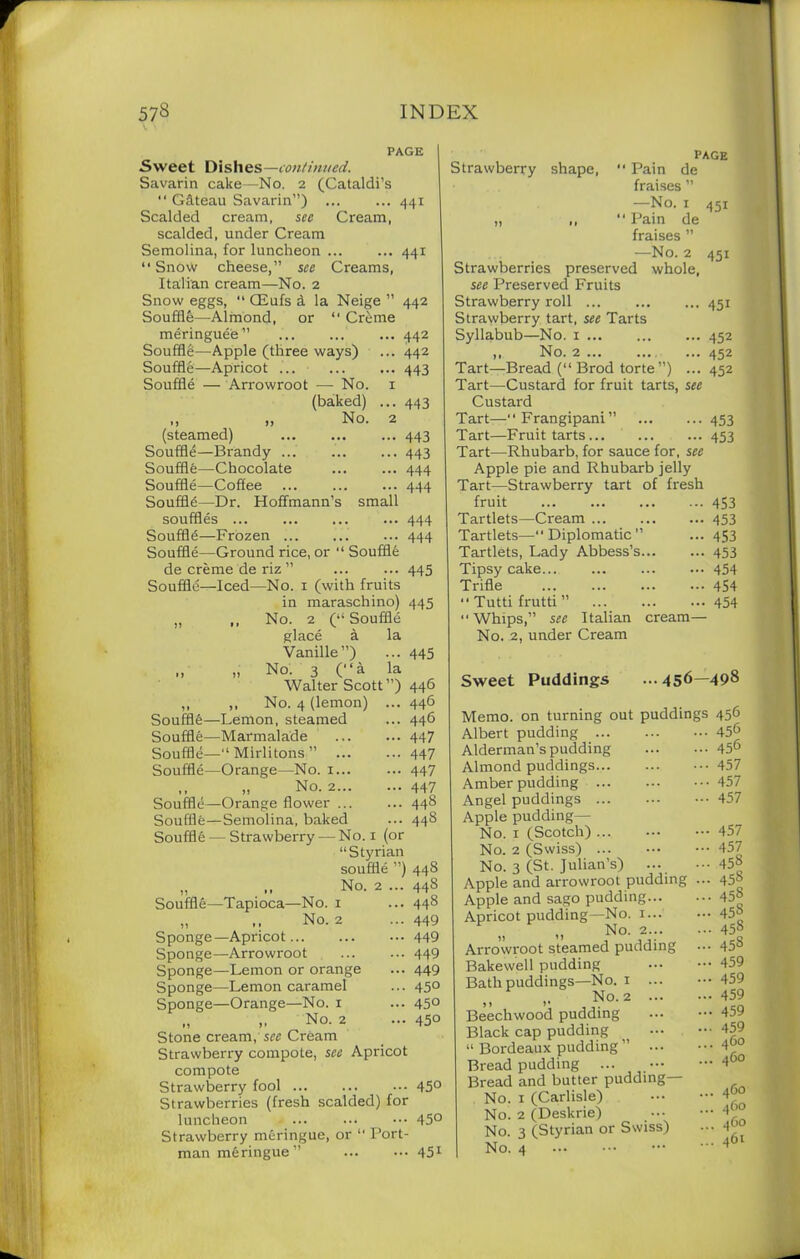 578 INDEX
PAGE
Sweet Dishes—continued.
Savarin cake—No. 2 (Cataldi's
"Gâteau Savarin") ... ... 441
Scalded cream, see Cream,
scalded, under Cream
Semolina, for luncheon ... ... 441
"Snow cheese," see Creams,
Italian cream—No. 2
Snow eggs, "Œufs à la Neige" 442
Soufflé—Almond, or "Crème
méringuée" ... ... ... 442
Soufflé—Apple (three ways) ... 442
Soufflé—Apricot ... ... ... 443
Soufflé — Arrowroot — No. 1
(baked) ... 443
„ „ No. 2
(steamed) ... ... ... 443
Soufflé—Brandy ... ... ... 443
Soufflé—Chocolate ... ... 444
Soufflé—Coffee ... ... ... 444
Soufflé—Dr. Hoffmann's small
soufflés ... ... ... ... 444
Soufflé—Frozen ... ... ... 444
Soufflé—Ground rice, or "Soufflé
de crème de riz" ... ... 445
Soufflé—Iced—No. 1 (with fruits
in maraschino) 445
„ „ No. 2 ("Soufflé
glacé à la
Vanille") ... 445
„ „ No. 3 ("à la
Walter Scott") 446
„ „ No. 4 (lemon) ... 446
Soufflé—Lemon, steamed ... 446
Soufflé—Marmalade ... ... 447
Soufflé—"Mirlitons" ... ... 447
Soufflé—Orange—No. 1... ... 447
„ „ No. 2... ... 447
Soufflé—Orange flower ... ... 448
Soufflé—Semolina, baked ... 448
Soufflé — Strawberry — No. 1 (or
"Styrian
soufflé") 448
„ „ No. 2 ... 448
Soufflé—Tapioca—No. 1 ... 448
„ „ No. 2 ... 449
Sponge—Apricot ... ... ... 449
Sponge—Arrowroot ... ... 449
Sponge—Lemon or orange ... 449
Sponge—Lemon caramel ... 450
Sponge—Orange—No. 1 ... 450
„ „ No. 2 ... 450
Stone cream, see Cream
Strawberry compote, see Apricot
compote
Strawberry fool ... ... ... 450
Strawberries (fresh scalded) for
luncheon ... ... ... 450
Strawberry méringue, or "Port-
man méringue" ... ... 451
PAGE
Strawberry shape, "Pain de
fraises"
—No. 1 451
„ „ "Pain de
fraises"
—No. 2 451
Strawberries preserved whole,
see Preserved Fruits
Strawberry roll ... ... ... 451
Strawberry tart, see Tarts
Syllabub—No. 1 ... ... ... 452
„ No. 2 ... ... ... 452
Tart—Bread ("Brod torte") ... 452
Tart—Custard for fruit tarts, see
Custard
Tart—"Frangipani" ... ... 453
Tart—Fruit tarts... ... ... 453
Tart—Rhubarb, for sauce for, see
Apple pie and Rhubarb jelly
Tart—Strawberry tart of fresh
fruit ... ... ... ... 453
Tartlets—Cream ... ... ... 453
Tartlets—"Diplomatic" ... 453
Tartlets, Lady Abbess's... ... 453
Tipsy cake... ... ... ... 454
Trifle ... ... ... ... 454
"Tutti frutti" ... ... ... 454
"Whips," see Italian cream—
No. 2, under Cream
Sweet Puddings ... 456—498
Memo. on turning out puddings 456
Albert pudding ... ... ... 456
Alderman's pudding ... ... 456
Almond puddings... ... ... 457
Amber pudding ... ... ... 457
Angel puddings ... ... ... 457
Apple pudding—
No. 1 (Scotch) ... ... ... 457
No. 2 (Swiss) ... ... ... 457
No. 3 (St. Julian's) ... ... 458
Apple and arrowroot pudding ... 458
Apple and sago pudding... ... 458
Apricot pudding—No. 1... ... 458
„ „ No. 2... ... 458
Arrowroot steamed pudding ... 458
Bakewell pudding ... ... 459
Bath puddings—No. 1 ... ... 459
„ „ No. 2 ... ... 459
Beechwood pudding ... ... 459
Black cap pudding ... ... 459
"Bordeaux pudding" ... ... 460
Bread pudding ... ... ... 460
Bread and butter pudding—
No. 1 (Carlisle) ... ... 460
No. 2 (Deskrie) ... ... 460
No. 3 (Styrian or Swiss) ... 460
No. 4 ... ... ... ... 461